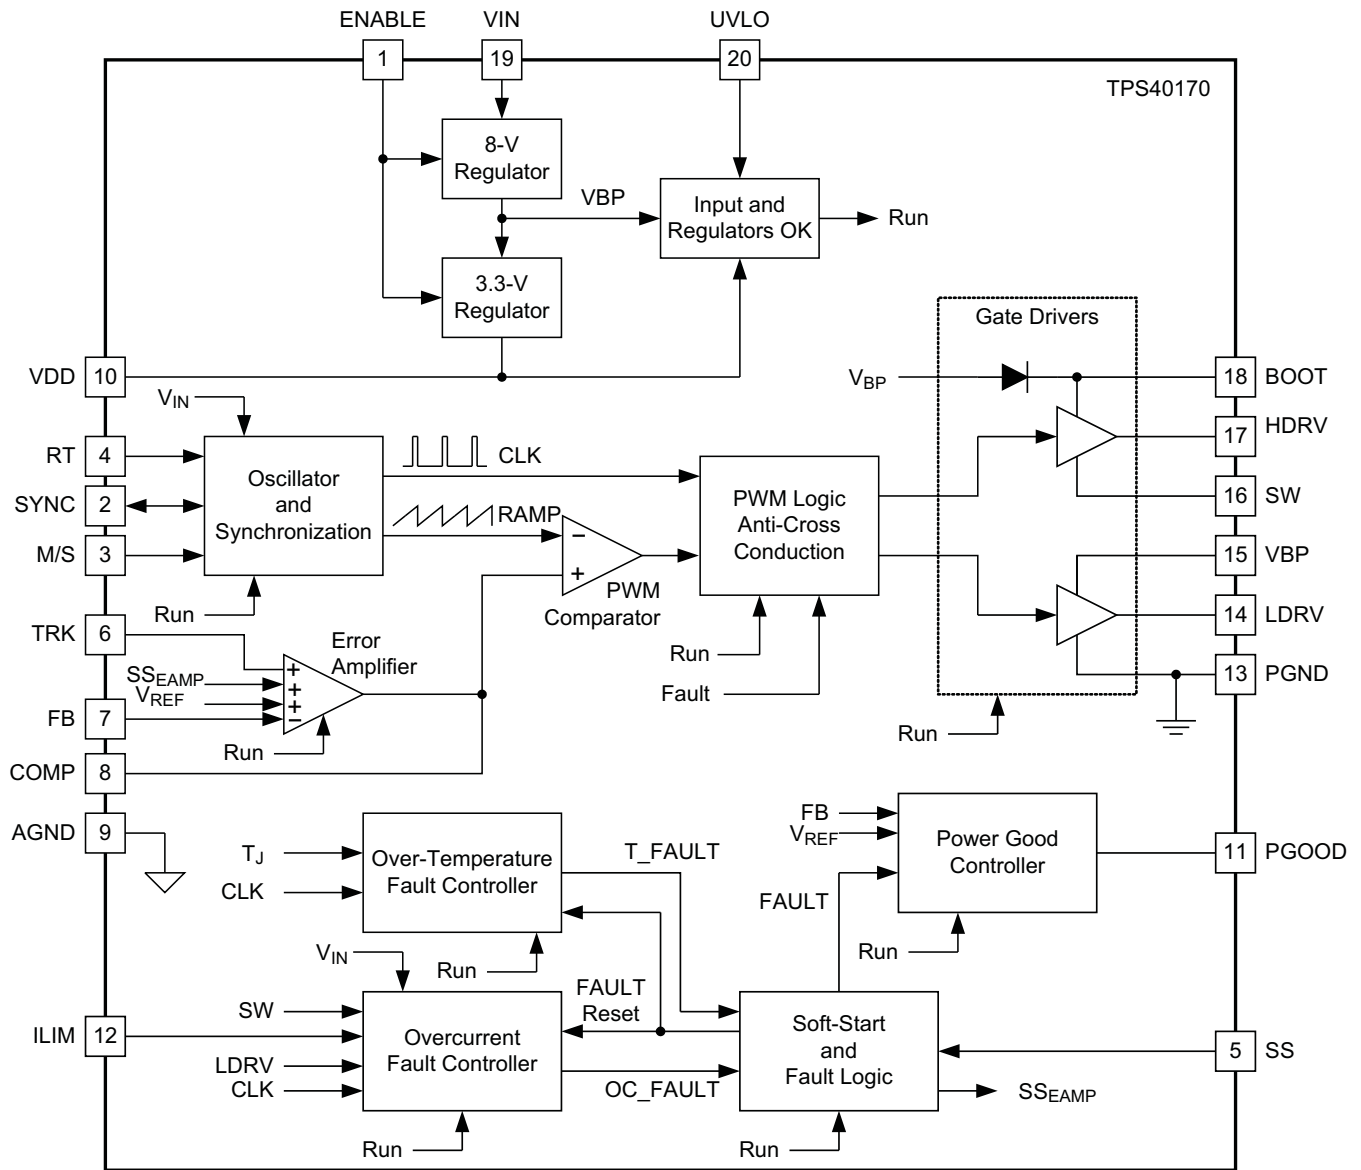 ENABLE
VIN
UVLO
1
19
20
TPS40170
8-V
Regulator
VBP
Input and
Regulators OK
Run
3.3-V
Regulator
Gate Drivers
VDD
10
VIN
VBP
18
BOOT
RT
4
SYNC
2
M/S
3
Oscillator
and
Synchronization
CLK
RAMP
Run
PWM
Comparator
PWM Logic
Anti-Cross
Conduction
Run
Fault
17
HDRV
16
SW
15
VBP
14
LDRV
13
PGND
Run
TRK
6
SSEAMP
VREF
FB
7
Error
Amplifier
+
+
+
−
−
+
Run
COMP
8
AGND
9
TJ
CLK
Over-Temperature
Fault Controller
Run
T_FAULT
FB
VREF
FAULT
Power Good
Controller
Run
11
PGOOD
VIN
SW
ILIM
12
LDRV
CLK
Overcurrent
Fault Controller
Run
FAULT
Reset
OC_FAULT
Soft-Start
and
Fault Logic
Run
5
SS
SSEAMP